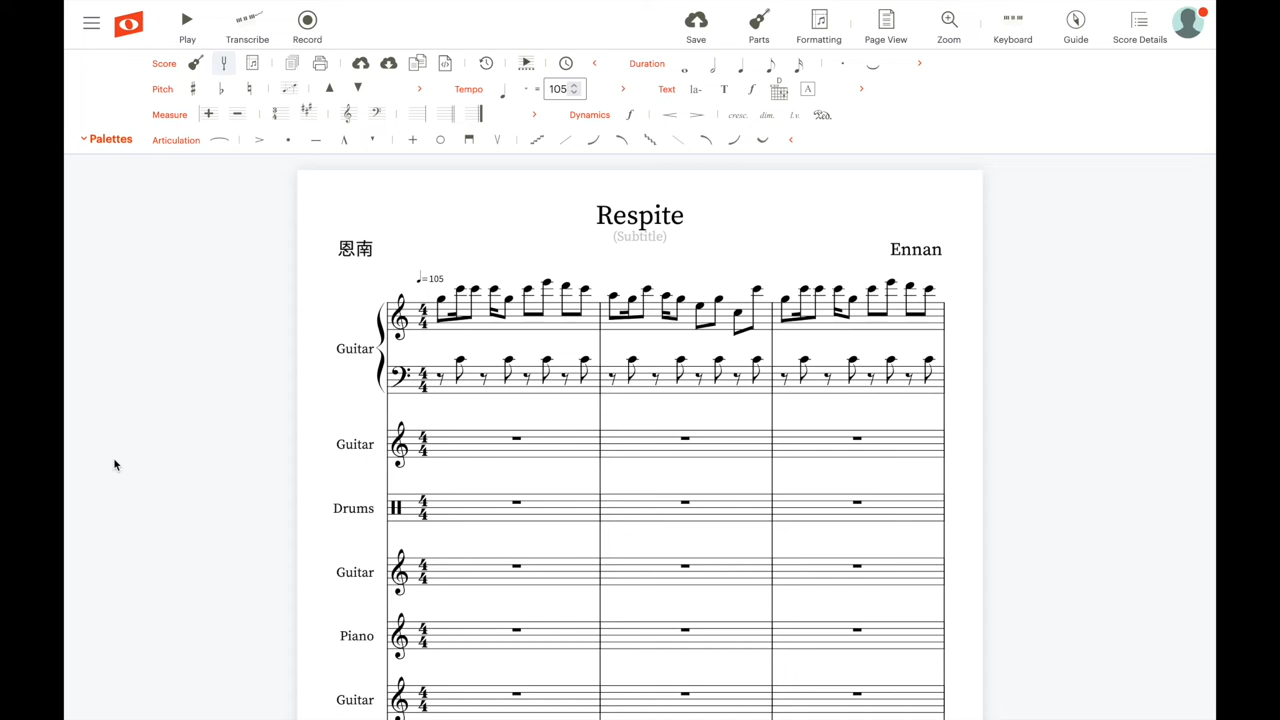 Play Transcribe Record Save Parts Formatting Page View Zoom Keyboard Guide Score Details
Score Duration
Pitch Tempo = 105 Text la- T f D A
Measure Dynamics f cresc. dim. l.v.
Palettes Articulation
Respite
(Subtitle)
恩南 Ennan
=105
Guitar
Guitar
Drums
Guitar
Piano
Guitar